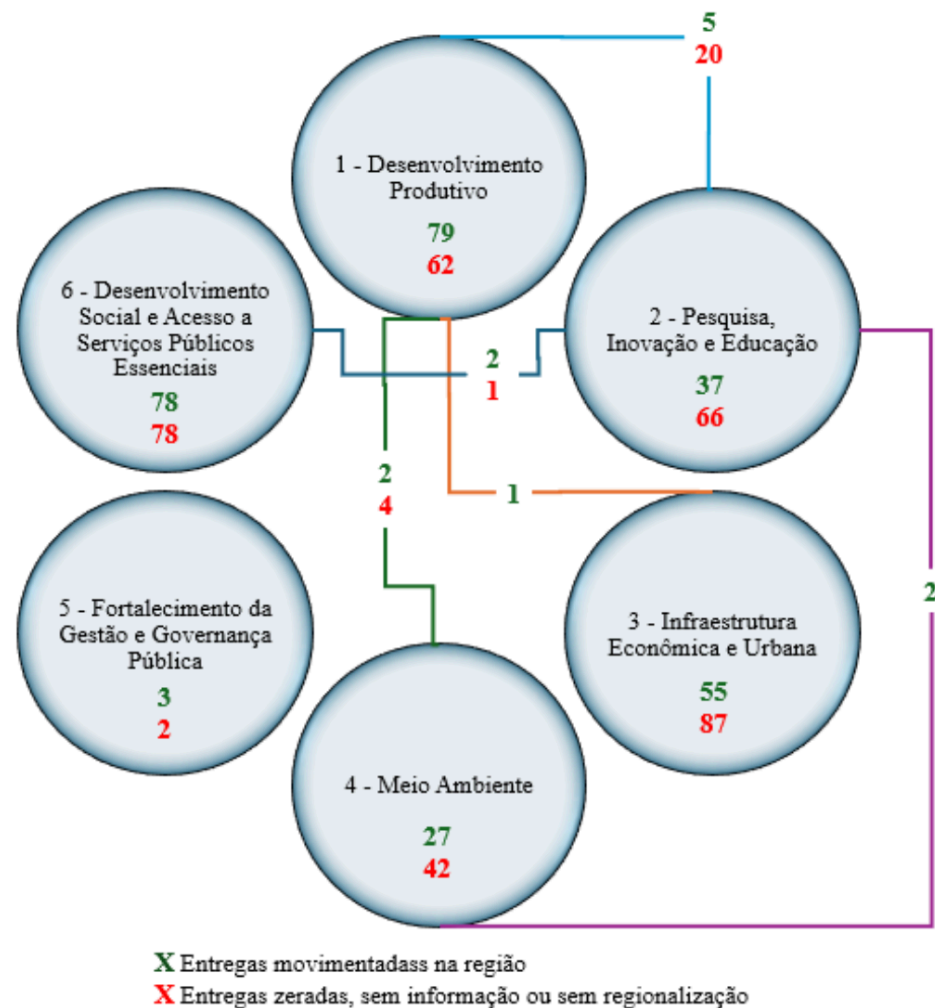 5
20
1 - Desenvolvimento
Produtivo
79
62
6 - Desenvolvimento
Social e Acesso a
Serviços Públicos
Essenciais
78
78
2 - Pesquisa,
Inovação e Educação
37
66
2
1
2
4
1
2
5 - Fortalecimento da
Gestão e Governança
Pública
3
2
3 - Infraestrutura
Econômica e Urbana
55
87
4 - Meio Ambiente
27
42
X Entregas movimentadass na região
X Entregas zeradas, sem informação ou sem regionalização